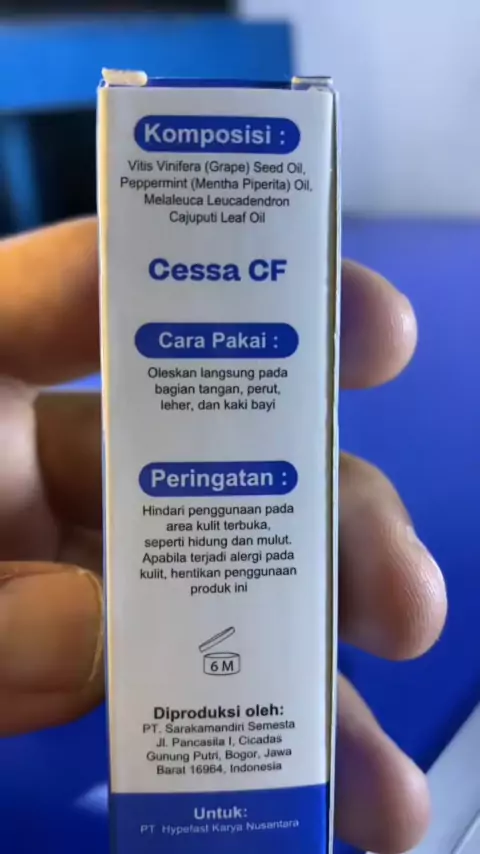 Komposisi :
Vitis Vinifera (Grape) Seed Oil,
Peppermint (Mentha Piperita) Oil,
Melaleuca Leucadendron
Cajuputi Leaf Oil
Cessa CF
Cara Pakai :
Oleskan langsung pada
bagian tangan, perut,
leher, dan kaki bayi
Peringatan :
Hindari penggunaan pada
area kulit terbuka,
seperti hidung dan mulut.
Apabila terjadi alergi pada
kulit, hentikan penggunaan
produk ini
6 M
Diproduksi oleh:
PT. Sarakamandiri Semesta
Jl. Pancasila I, Cicadas
Gunung Putri, Bogor, Jawa
Barat 16964, Indonesia
Untuk:
PT Hypefast Karya Nusantara